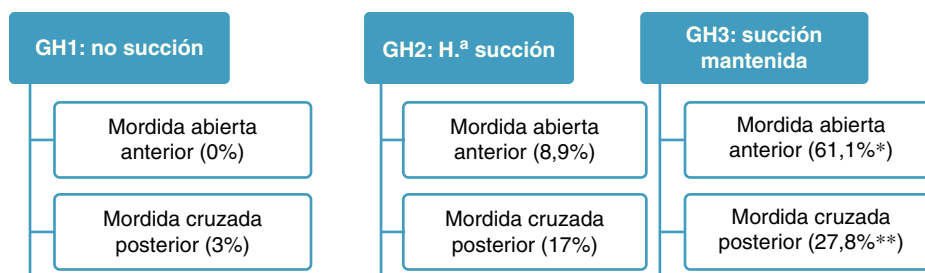 GH1: no succión
Mordida abierta
anterior (0%)
Mordida cruzada
posterior (3%)
GH2: H.ª succión
Mordida abierta
anterior (8,9%)
Mordida cruzada
posterior (17%)
GH3: succión
mantenida
Mordida abierta
anterior (61,1%*)
Mordida cruzada
posterior (27,8%**)